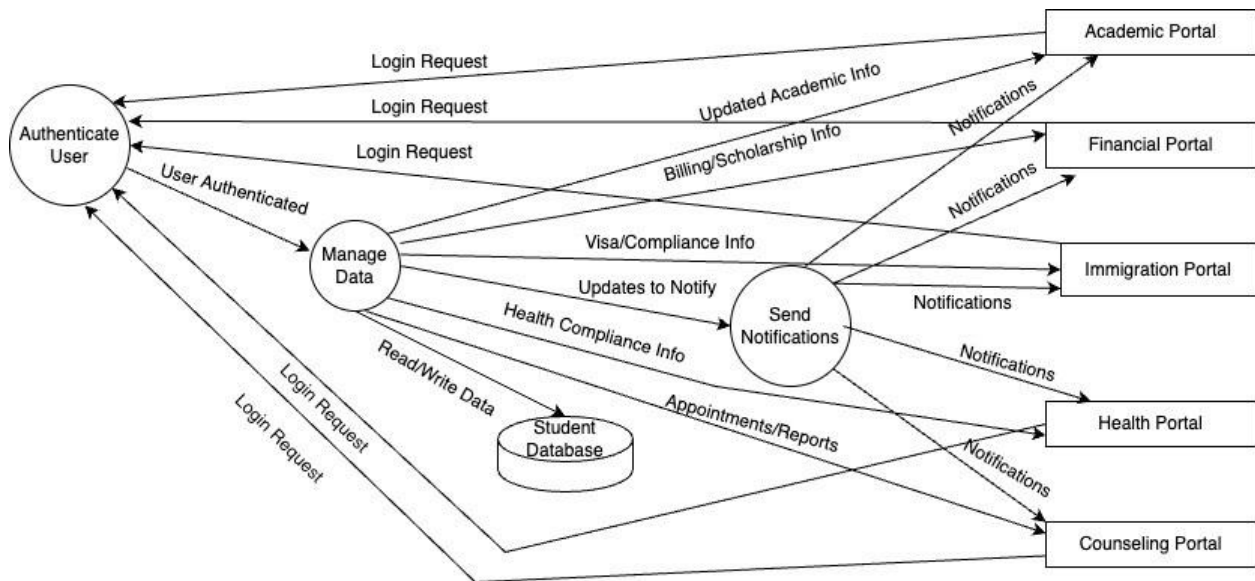 Academic Portal
Login Request
Updated Academic Info
Notifications
Authenticate
User
Login Request
Financial Portal
Login Request
Billing/Scholarship Info
Notifications
User Authenticated
Manage
Data
Visa/Compliance Info
Immigration Portal
Updates to Notify
Notifications
Send
Notifications
Health Compliance Info
Read/Write Data
Notifications
Login Request
Login Request
Appointments/Reports
Student
Database
Health Portal
Notifications
Counseling Portal